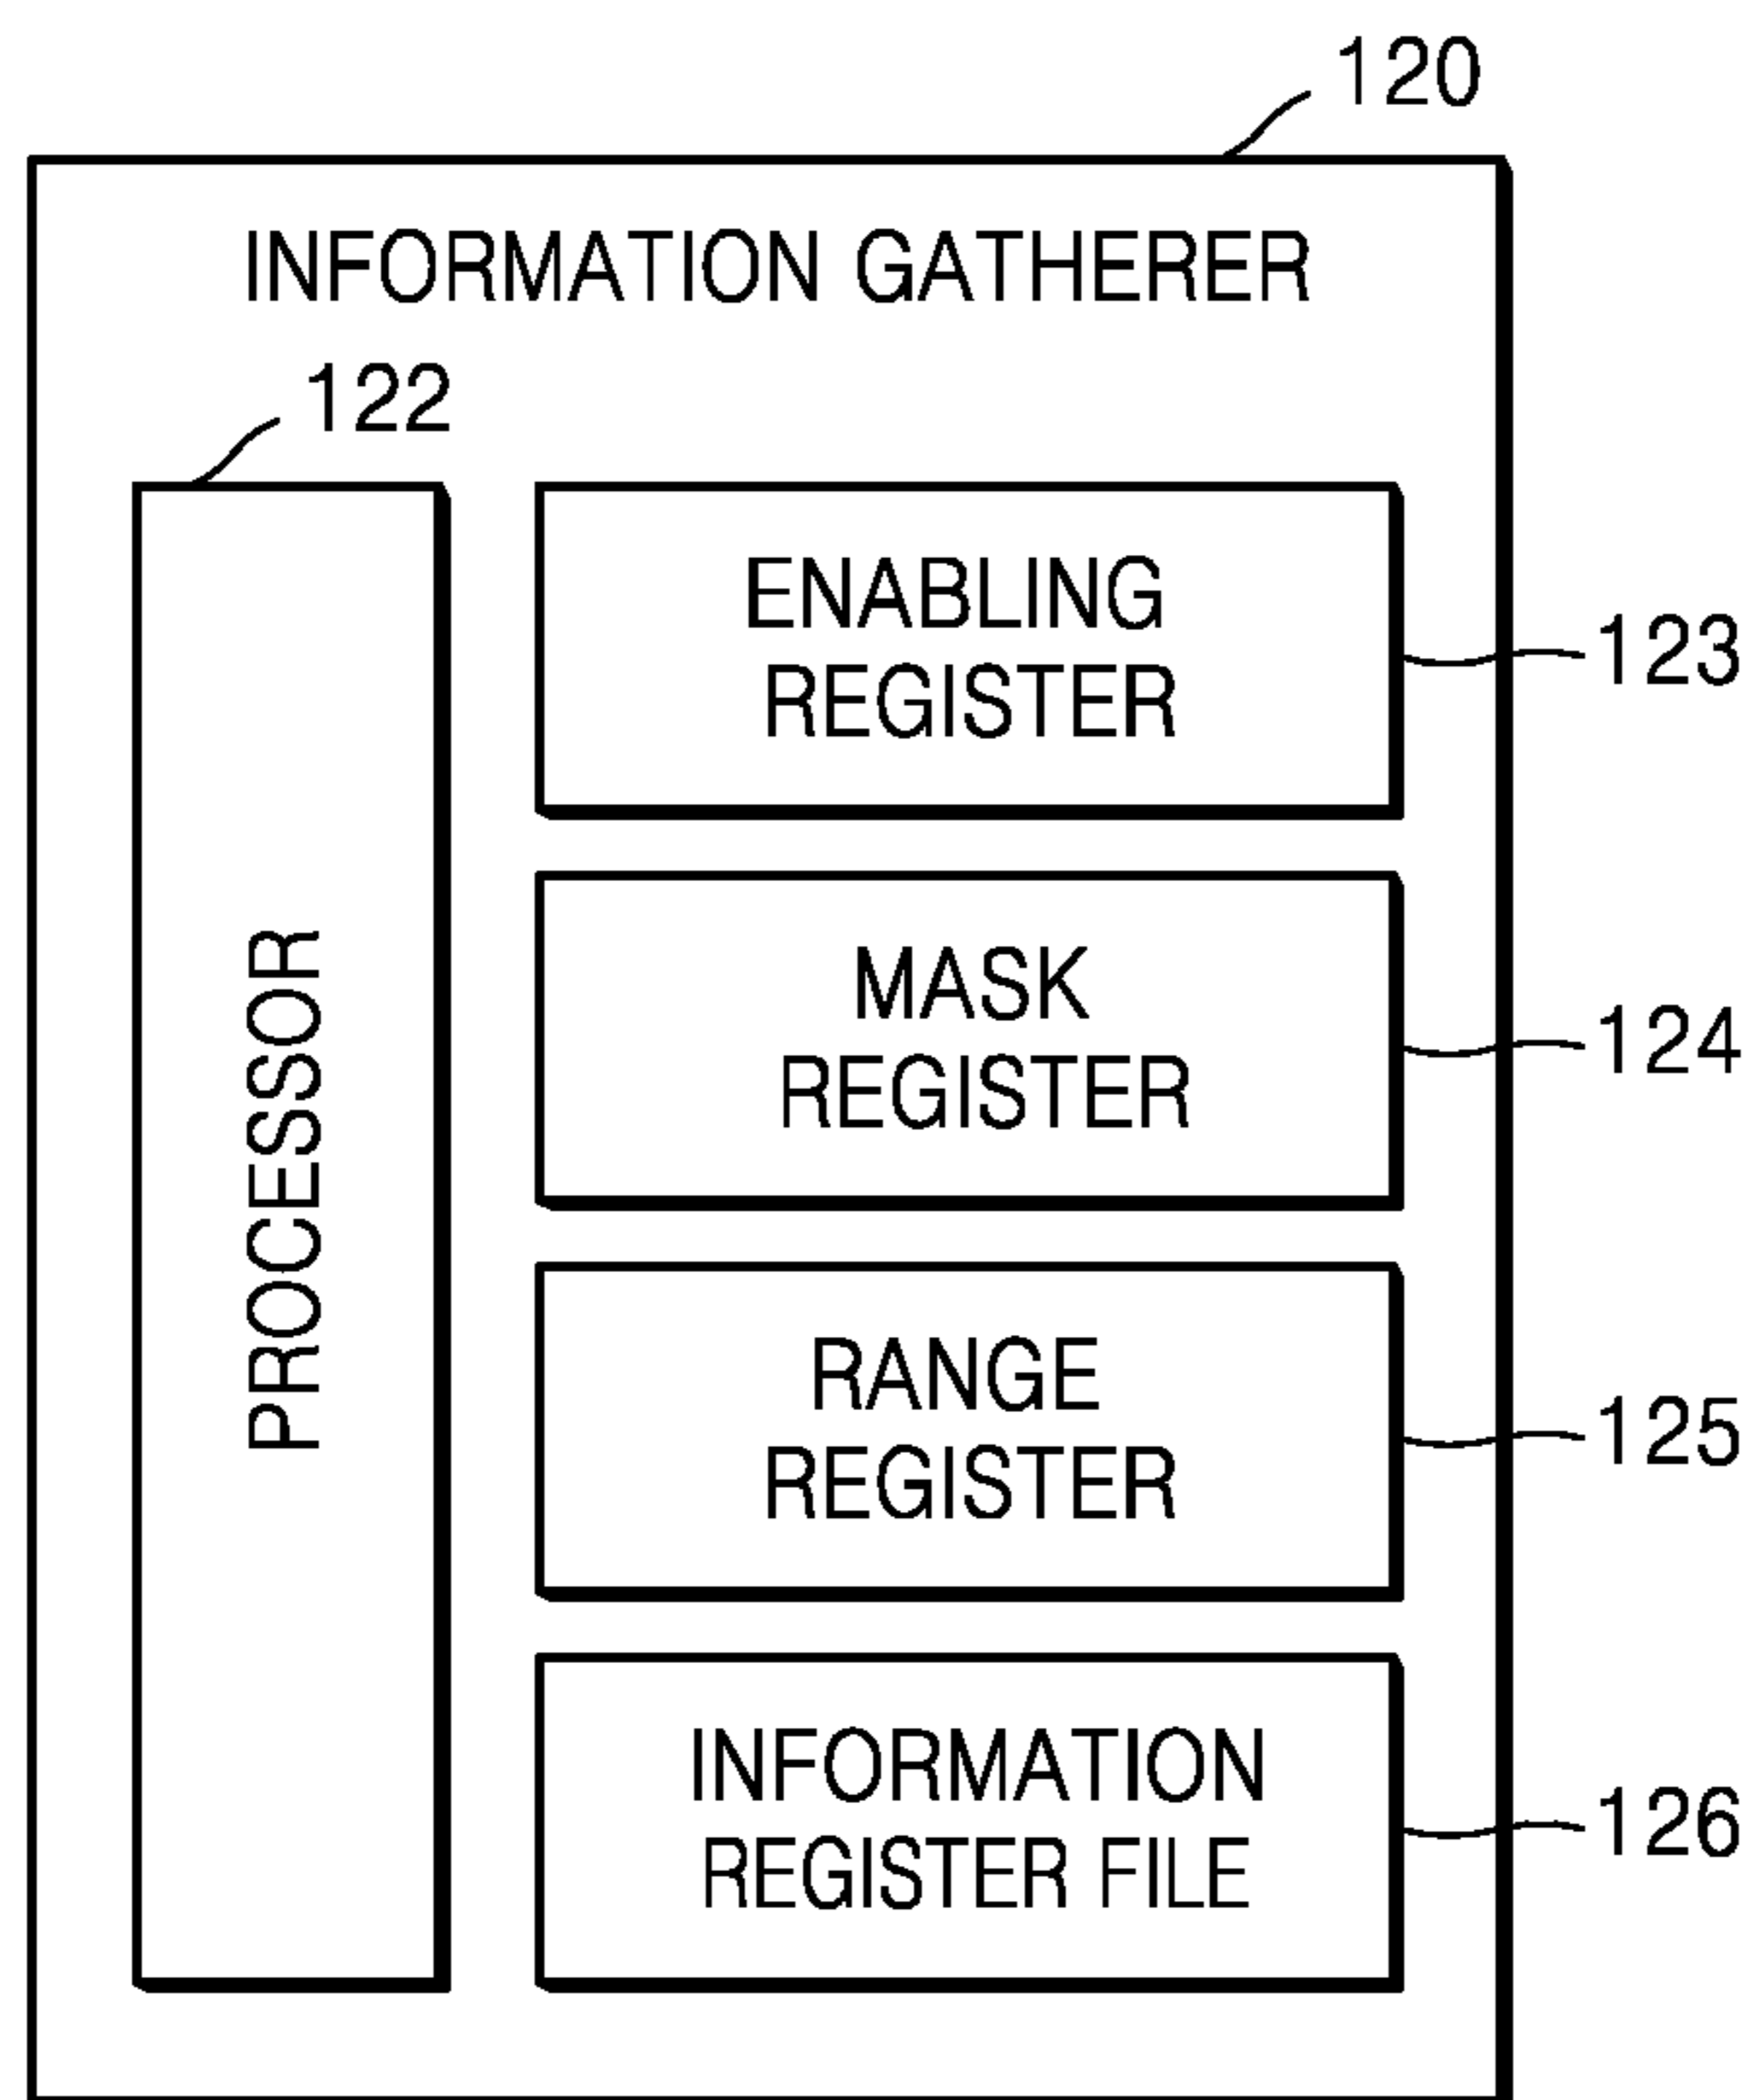 120
INFORMATION GATHERER
122
PROCESSOR
ENABLING
REGISTER
123
MASK
REGISTER
124
RANGE
REGISTER
125
INFORMATION
REGISTER FILE
126